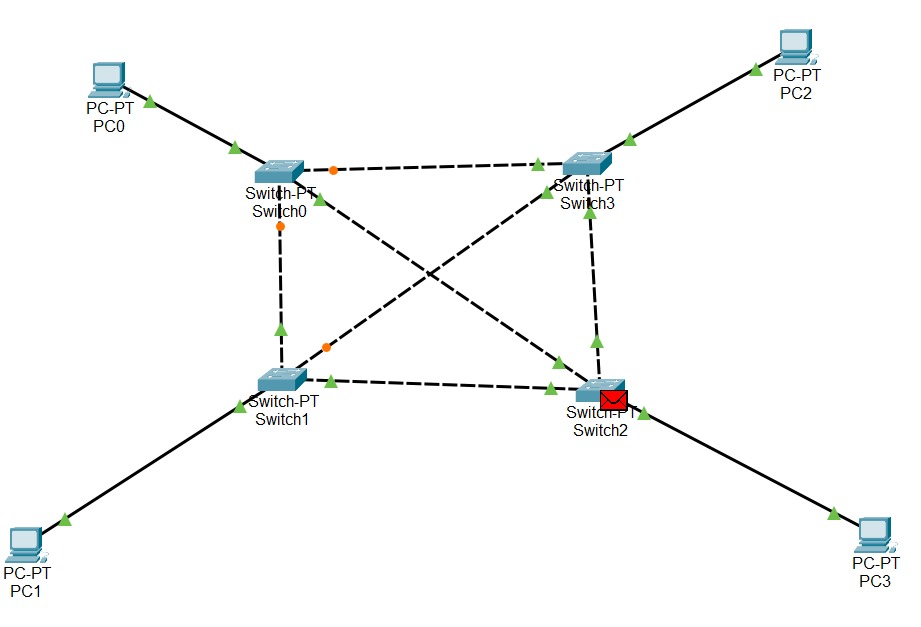 PC-PT
PC0
PC-PT
PC2
Switch-PT
Switch0
Switch-PT
Switch3
Switch-PT
Switch1
Switch-PT
Switch2
PC-PT
PC1
PC-PT
PC3